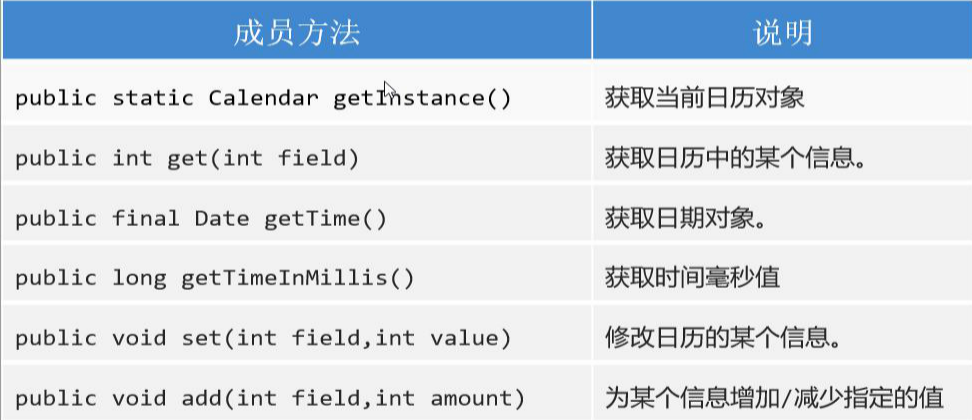 成员方法 说明
public static Calendar getInstance() 获取当前日历对象
public int get(int field) 获取日历中的某个信息。
public final Date getTime() 获取日期对象。
public long getTimeInMillis() 获取时间毫秒值
public void set(int field,int value) 修改日历的某个信息。
public void add(int field,int amount) 为某个信息增加/减少指定的值